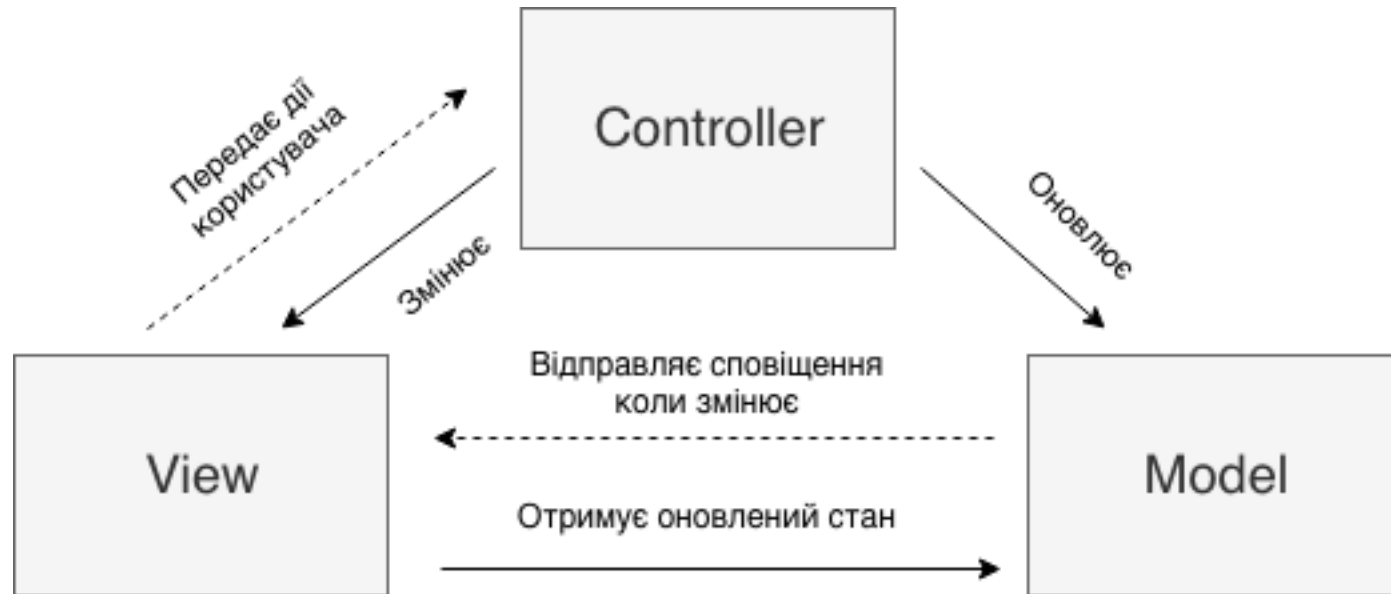 Controller
Передає дії
користувача
Змінює
Оновлює
Відправляє сповіщення
коли змінює
View
Model
Отримує оновлений стан